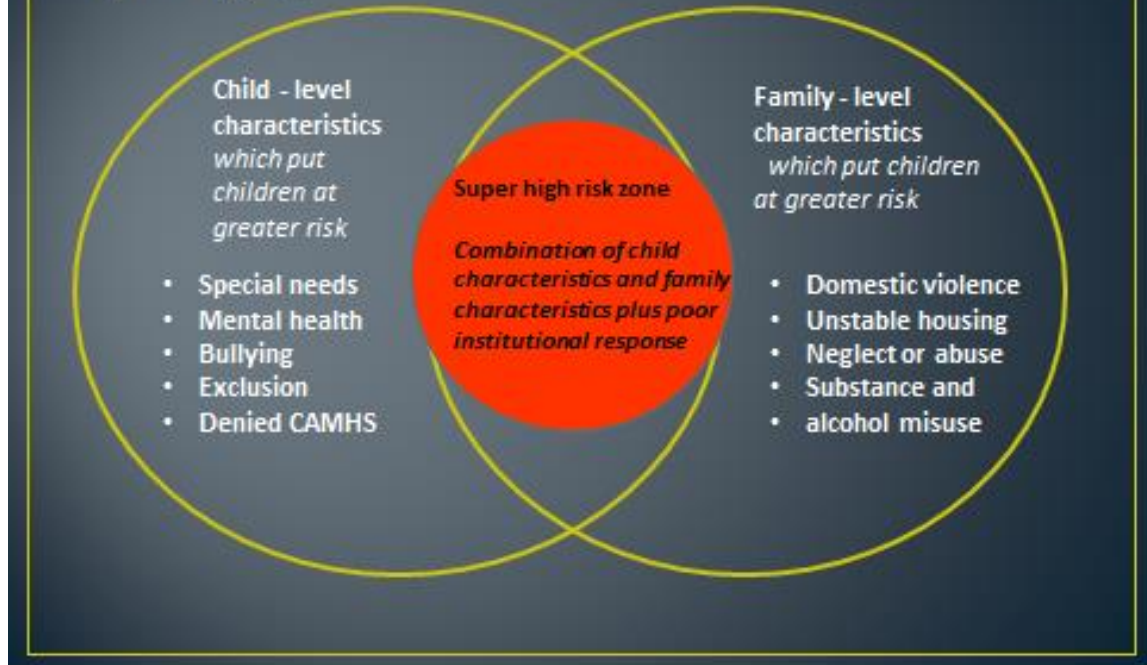 Child - level
characteristics
which put
children at
greater risk
• Special needs
• Mental health
• Bullying
• Exclusion
• Denied CAMHS
Super high risk zone
Combination of child
characteristics and family
characteristics plus poor
institutional response
Family - level
characteristics
which put children
at greater risk
• Domestic violence
• Unstable housing
• Neglect or abuse
• Substance and
• alcohol misuse